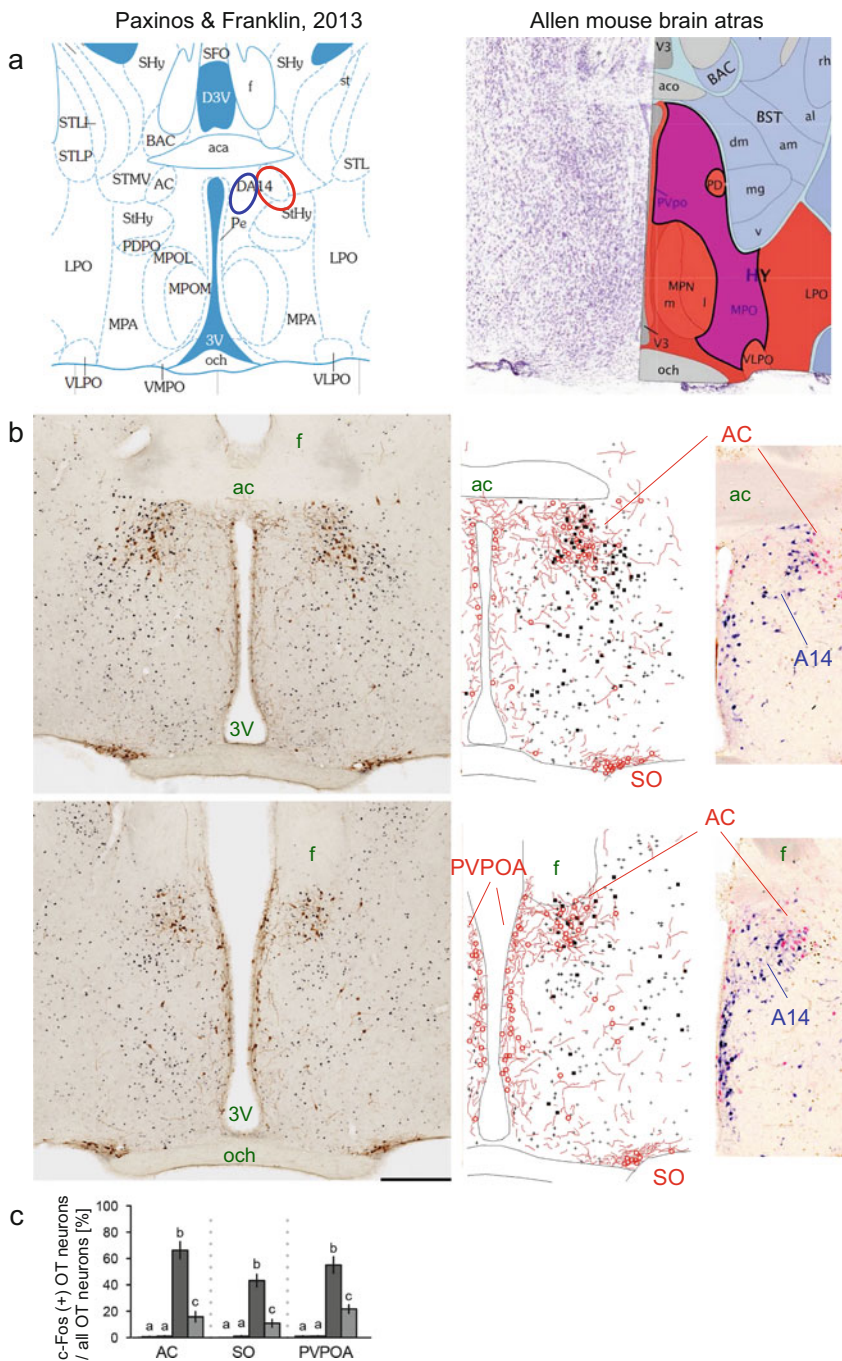 Paxinos & Franklin, 2013
Allen mouse brain atras
a
SFO
SHy
SHy
f
st
D3V
STLI
BAC
aca
STLP
STL
STMV
AC
DA14
StHy
StHy
Pe
PDPO
LPO
MPOL
LPO
MPOM
MPA
MPA
3V
och
VLPO
VMPO
VLPO
V3
BAC
rh
aco
BST
al
dm
am
PD
mg
PVpo
v
HY
MPN
m
l
MPO
LPO
V3
VLPO
och
b
f
ac
3V
ac
AC
SO
ac
A14
f
3V
och
PVPOA
f
AC
SO
f
A14
c
c-Fos (+) OT neurons
/ all OT neurons [%]
100
80
60
40
20
0
a a b c
a a b c
a a b c
AC
SO
PVPOA